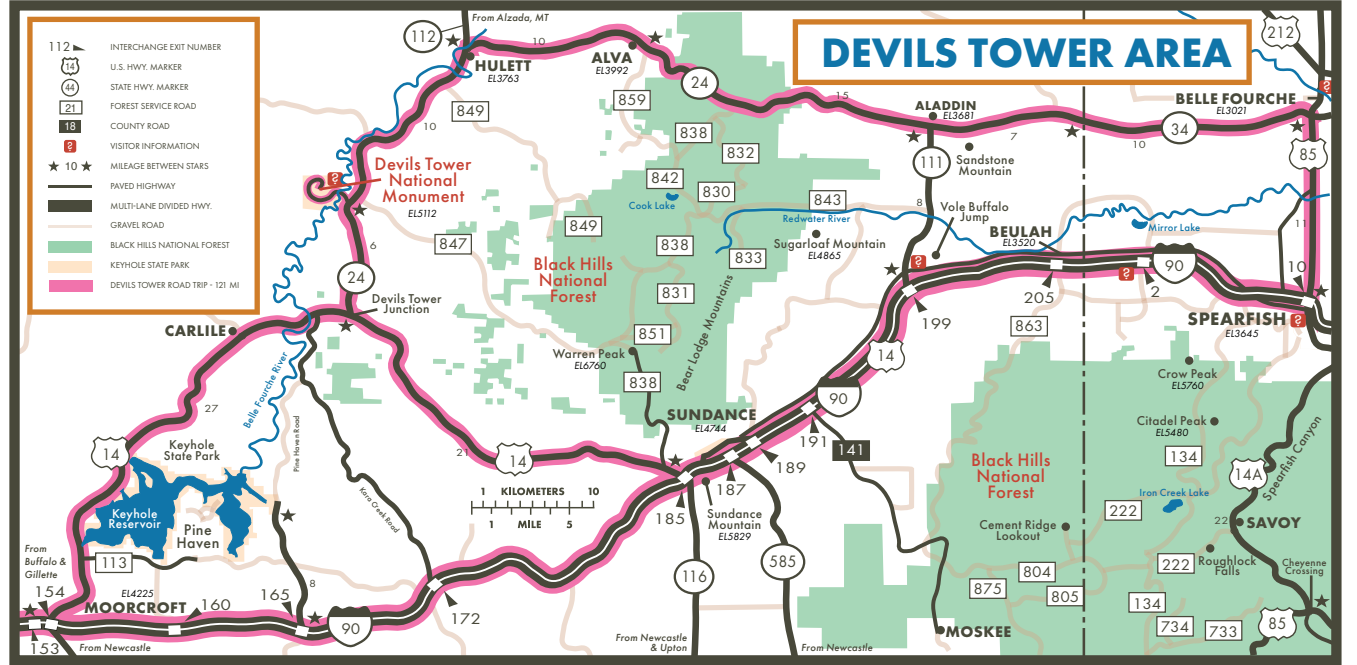 DEVILS TOWER AREA
112
INTERCHANGE EXIT NUMBER
14
U.S. HWY. MARKER
44
STATE HWY. MARKER
21
FOREST SERVICE ROAD
18
COUNTY ROAD
?
VISITOR INFORMATION
10
MILEAGE BETWEEN STARS
PAVED HIGHWAY
MULTI-LANE DIVIDED HWY.
GRAVEL ROAD
BLACK HILLS NATIONAL FOREST
KEYHOLE STATE PARK
DEVILS TOWER ROAD TRIP - 121 MI
From Alzada, MT
112
HULETT
EL3763
10
ALVA
EL3992
24
15
ALADDIN
EL3681
7
10
34
212
BELLE FOURCHE
EL3021
?
85
849
859
838
832
10
111
Sandstone
Mountain
Devils Tower
National
Monument
EL5112
?
842
830
Cook Lake
843
8
Vole Buffalo
Jump
Redwater River
Mirror Lake
11
847
849
838
833
Sugarloaf Mountain
EL4865
BEULAH
EL3520
6
24
Black Hills
National
Forest
831
Bear Lodge Mountains
?
?
205
2
90
10
199
863
SPEARFISH
EL3645
?
Devils Tower
Junction
CARLILE
851
Warren Peak
EL6760
838
14
Crow Peak
EL5760
Belle Fourche River
27
90
SUNDANCE
EL4744
191
141
Citadel Peak
EL5480
134
Spearfish Canyon
14
Keyhole
State Park
Pine Haven Road
21
14
189
187
Black Hills
National
Forest
14A
Kara Creek Road
1 KILOMETERS 10
1 MILE 5
185
Sundance
Mountain
EL5829
Iron Creek Lake
222
22
SAVOY
Keyhole
Reservoir
Pine
Haven
Cement Ridge
Lookout
From
Buffalo &
Gillette
113
8
116
585
222
Roughlock
Falls
Cheyenne
Crossing
875
804
805
134
734
733
85
154
EL4225
MOORCROFT
160
165
90
172
153
From Newcastle
From Newcastle
& Upton
From Newcastle
MOSKEE